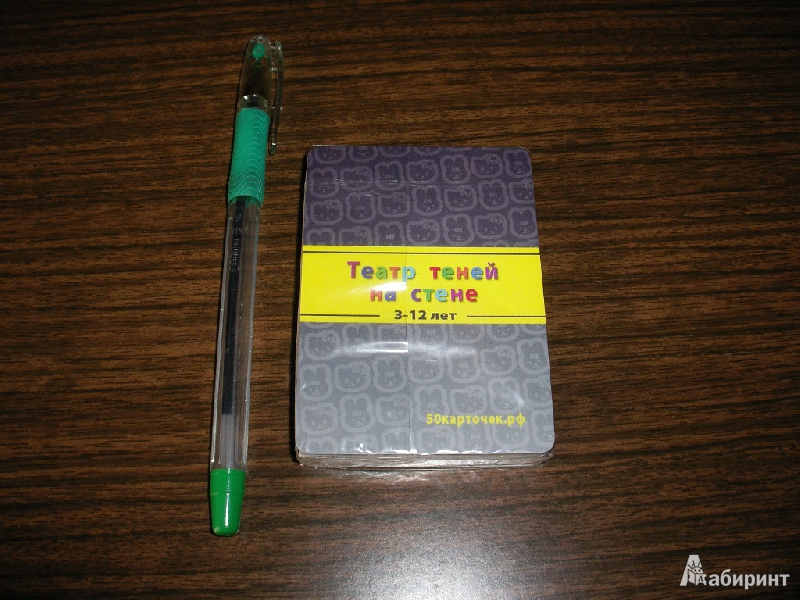 Театр теней
на стене
3-12 лет
50карточек.рф
Лабиринт